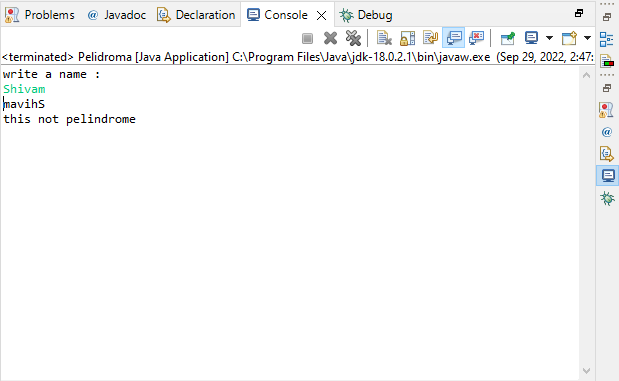 Problems @ Javadoc Declaration Console Debug
<terminated> Pelidroma [Java Application] C:\Program Files\Java\jdk-18.0.2.1\bin\javaw.exe (Sep 29, 2022, 2:47:
write a name :
Shivam
mavihS
this not pelindrome